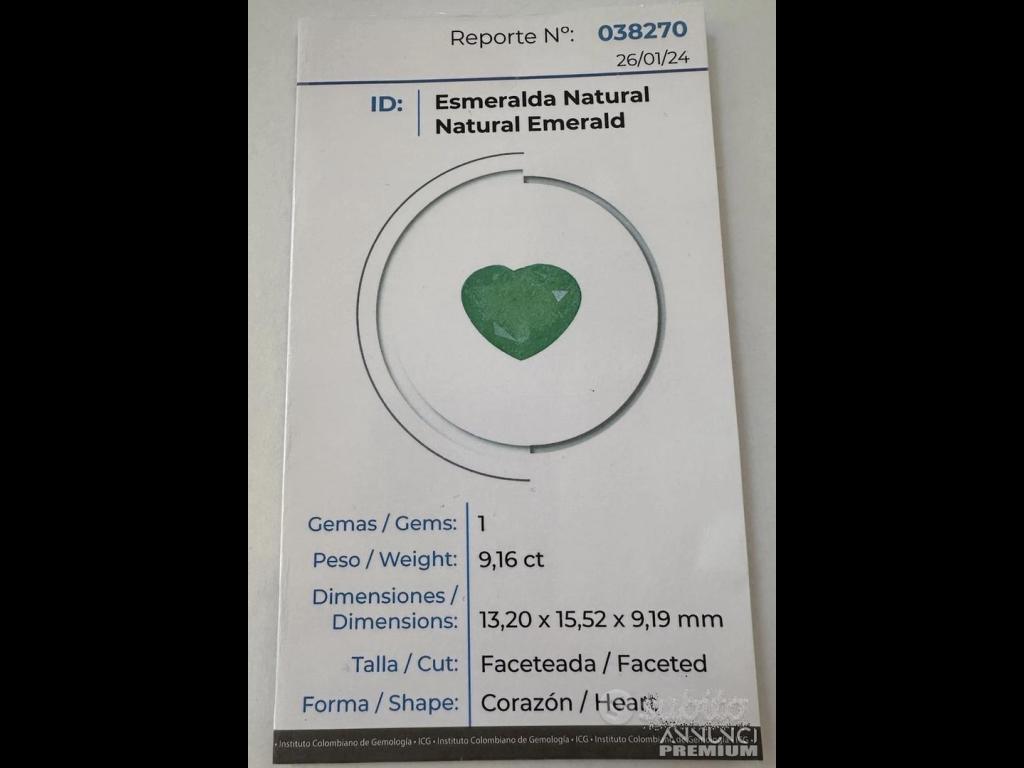 Reporte Nº: 038270
26/01/24
ID: Esmeralda Natural
Natural Emerald
Gemas / Gems: 1
Peso / Weight: 9,16 ct
Dimensiones /
Dimensions: 13,20 x 15,52 x 9,19 mm
Talla / Cut: Faceteada / Faceted
Forma / Shape: Corazón / Heart
• Instituto Colombiano de Gemología • ICG • Instituto Colombiano de Gemología • ICG • Instituto Colombiano de Gemología • ICG •
subito
ANNUNCI
PREMIUM